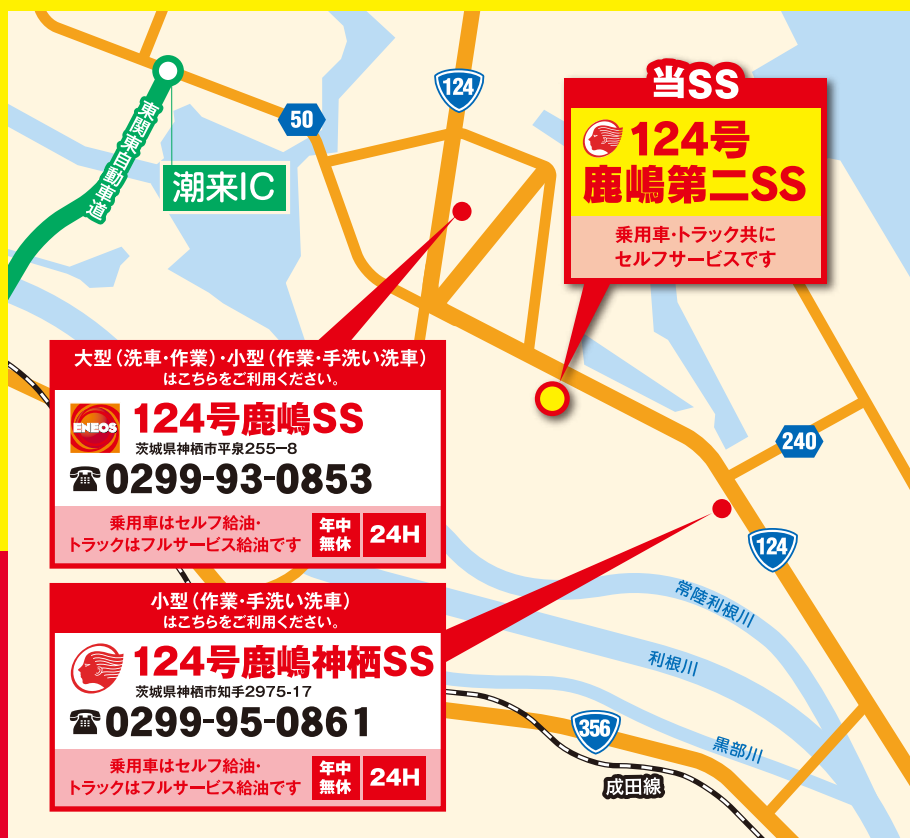 124
50
東関東自動車道
潮来IC
当SS
124号
鹿嶋第二SS
乗用車・トラック共に
セルフサービスです
大型(洗車・作業)・小型(作業・手洗い洗車)
はこちらをご利用ください。
ENEOS
124号鹿嶋SS
茨城県神栖市平泉255−8
☎0299-93-0853
乗用車はセルフ給油・
トラックはフルサービス給油です
年中
無休
24H
240
124
小型(作業・手洗い洗車)
はこちらをご利用ください。
124号鹿嶋神栖SS
茨城県神栖市知手2975-17
☎0299-95-0861
乗用車はセルフ給油・
トラックはフルサービス給油です
年中
無休
24H
常陸利根川
利根川
黒部川
356
成田線